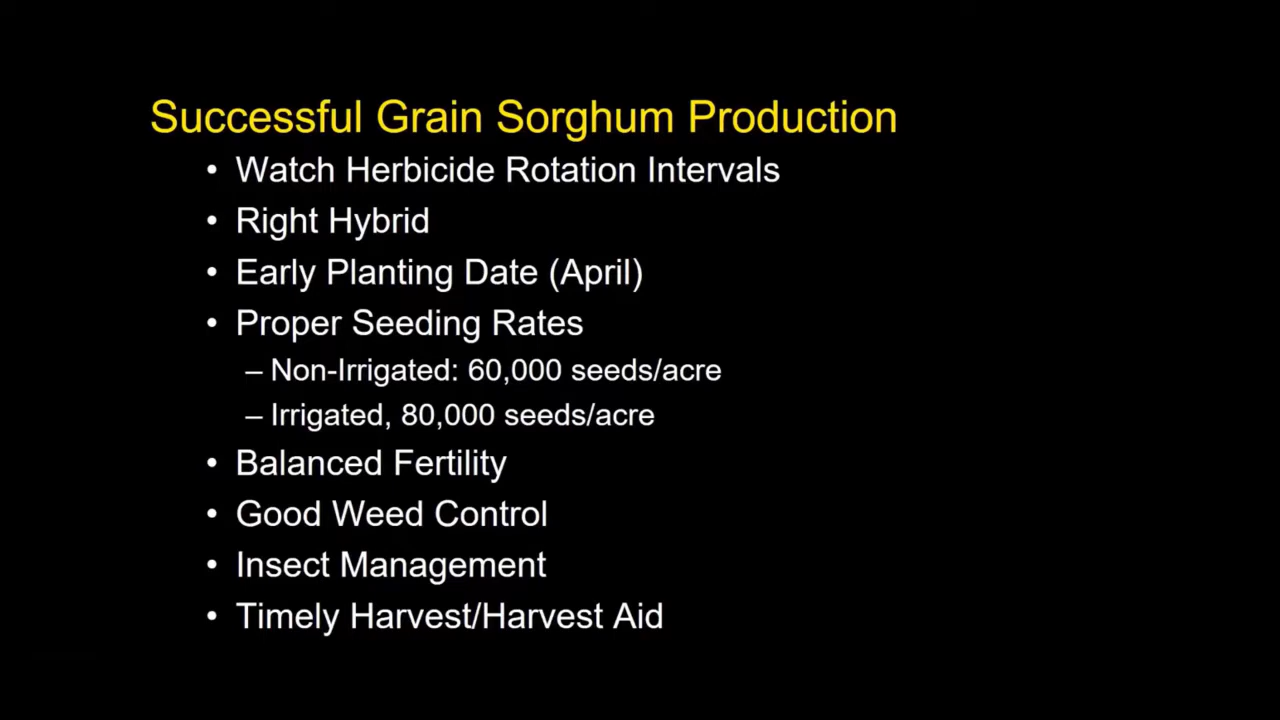 Successful Grain Sorghum Production
• Watch Herbicide Rotation Intervals
• Right Hybrid
• Early Planting Date (April)
• Proper Seeding Rates
– Non-Irrigated: 60,000 seeds/acre
– Irrigated, 80,000 seeds/acre
• Balanced Fertility
• Good Weed Control
• Insect Management
• Timely Harvest/Harvest Aid